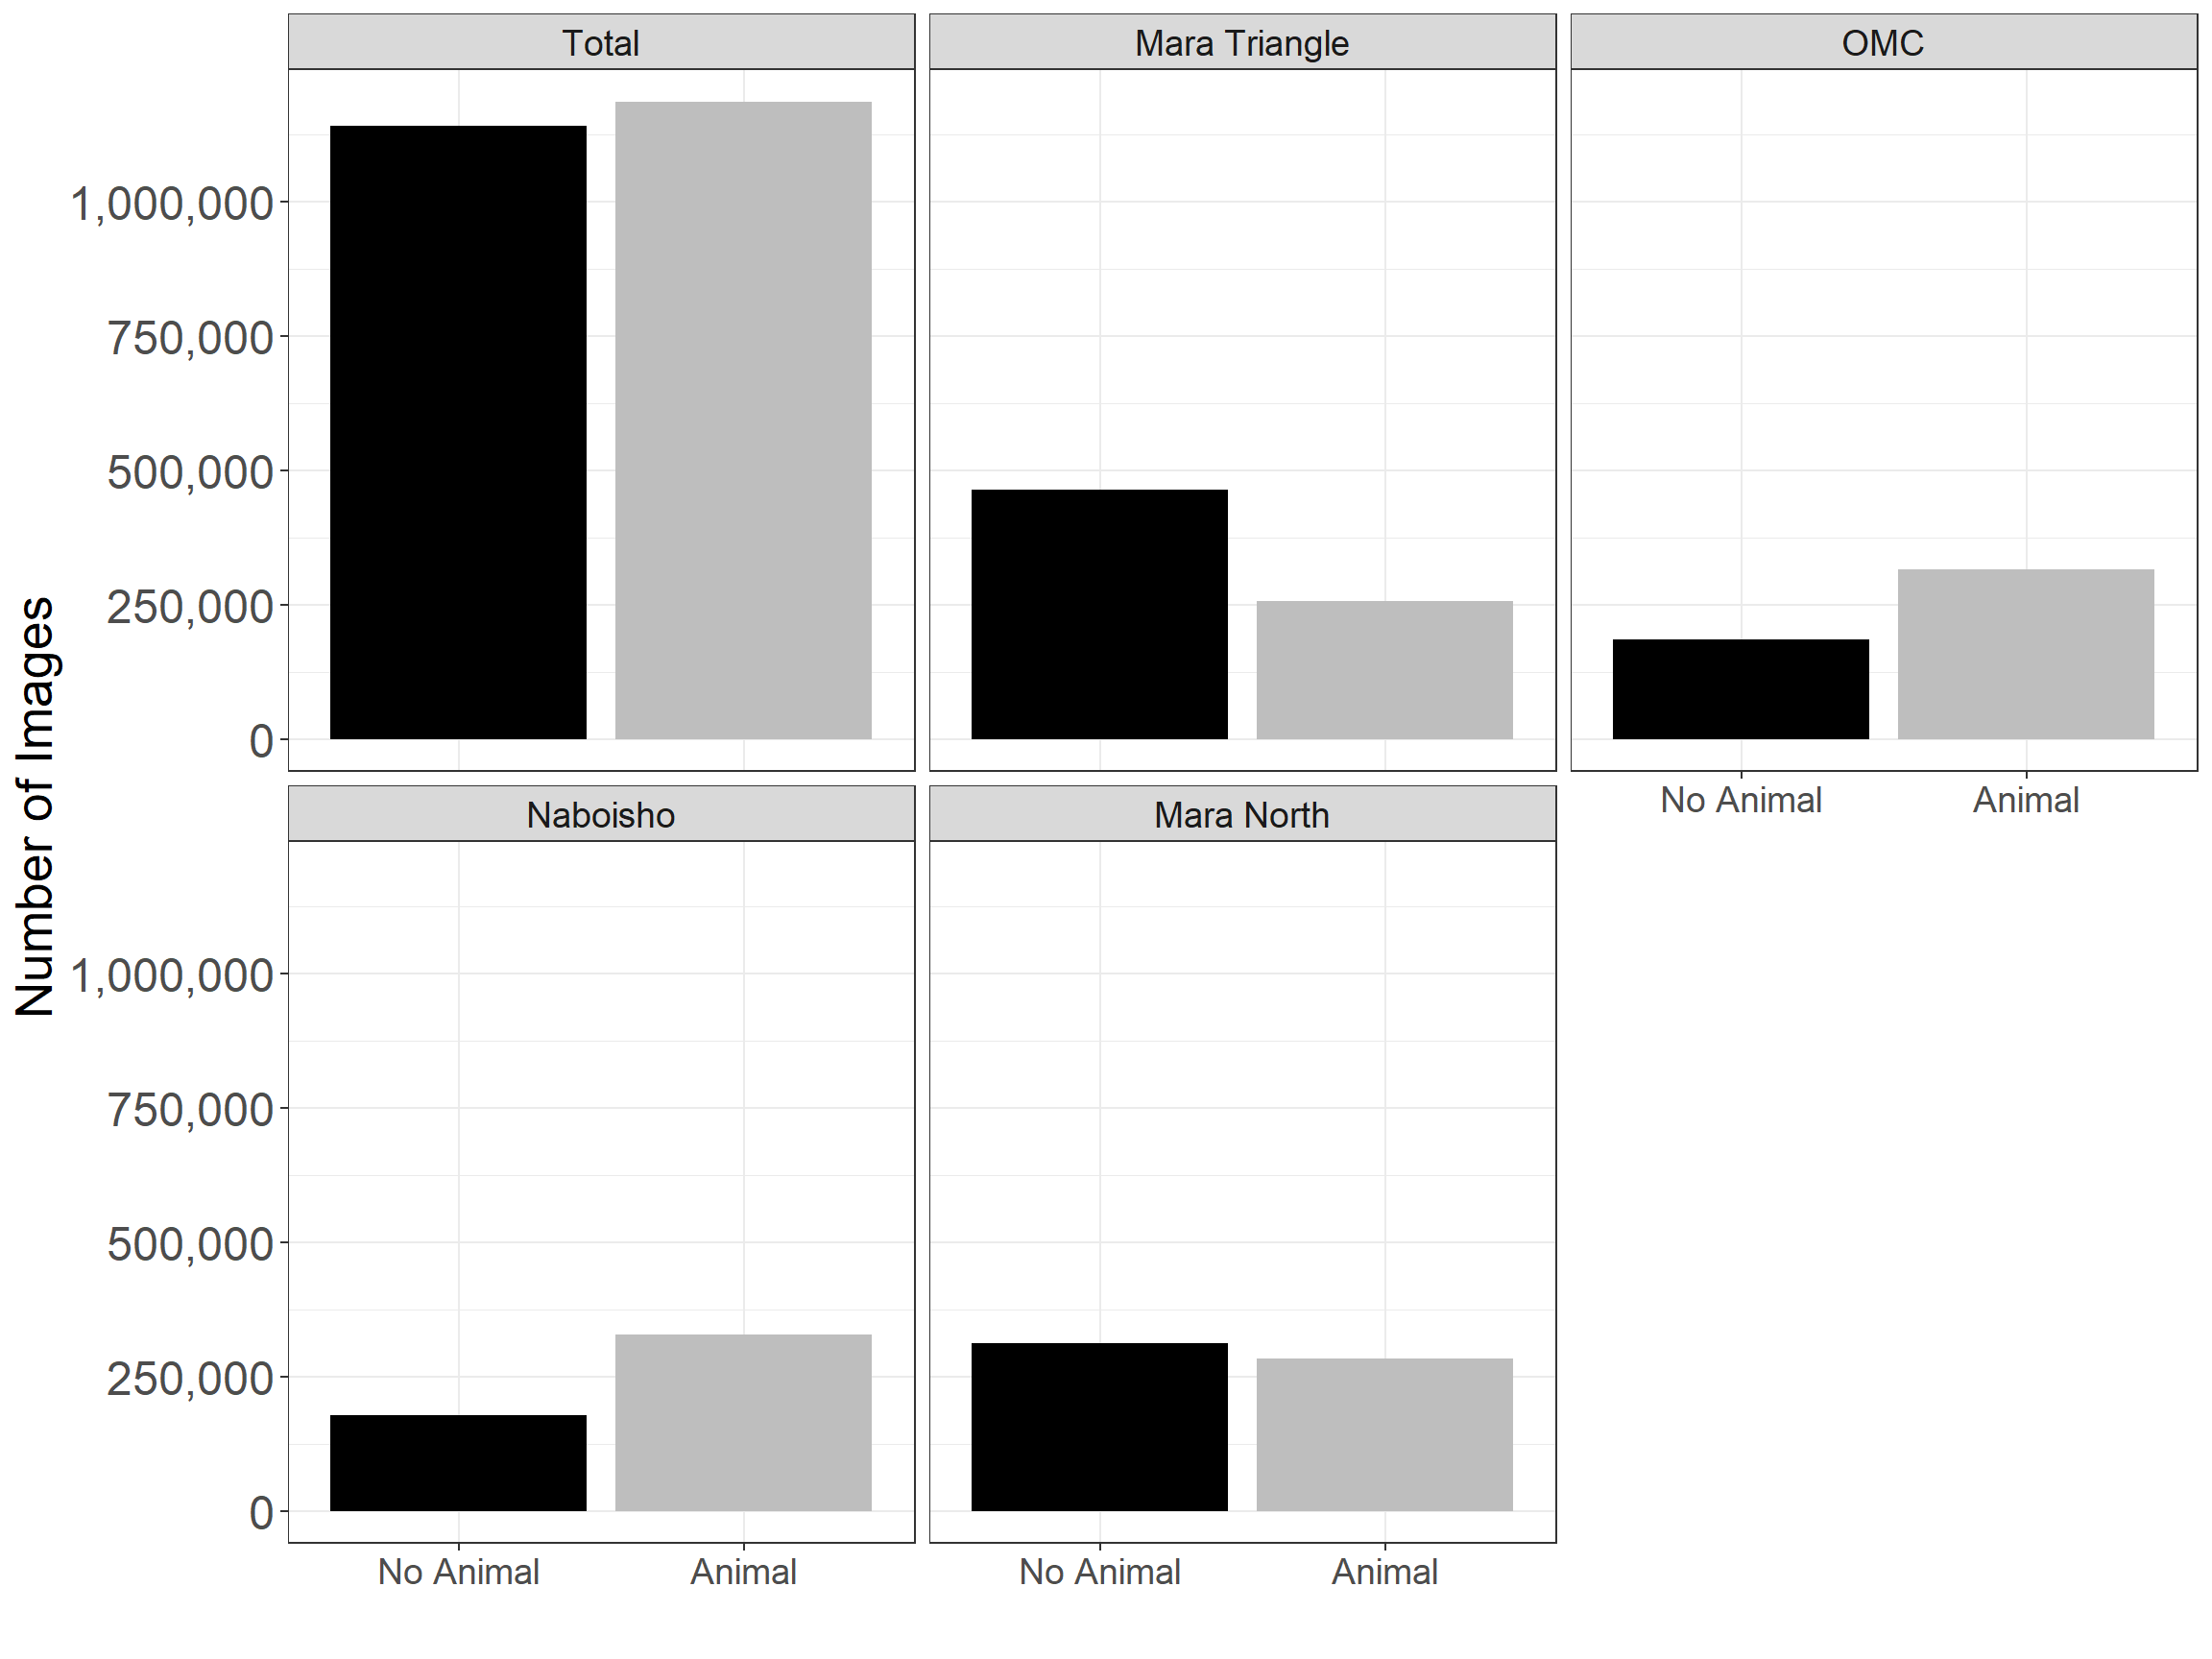 Number of Images
Total
Mara Triangle
OMC
1,000,000
750,000
500,000
250,000
0
No Animal
Animal
Naboisho
Mara North
1,000,000
750,000
500,000
250,000
0
No Animal
Animal
No Animal
Animal